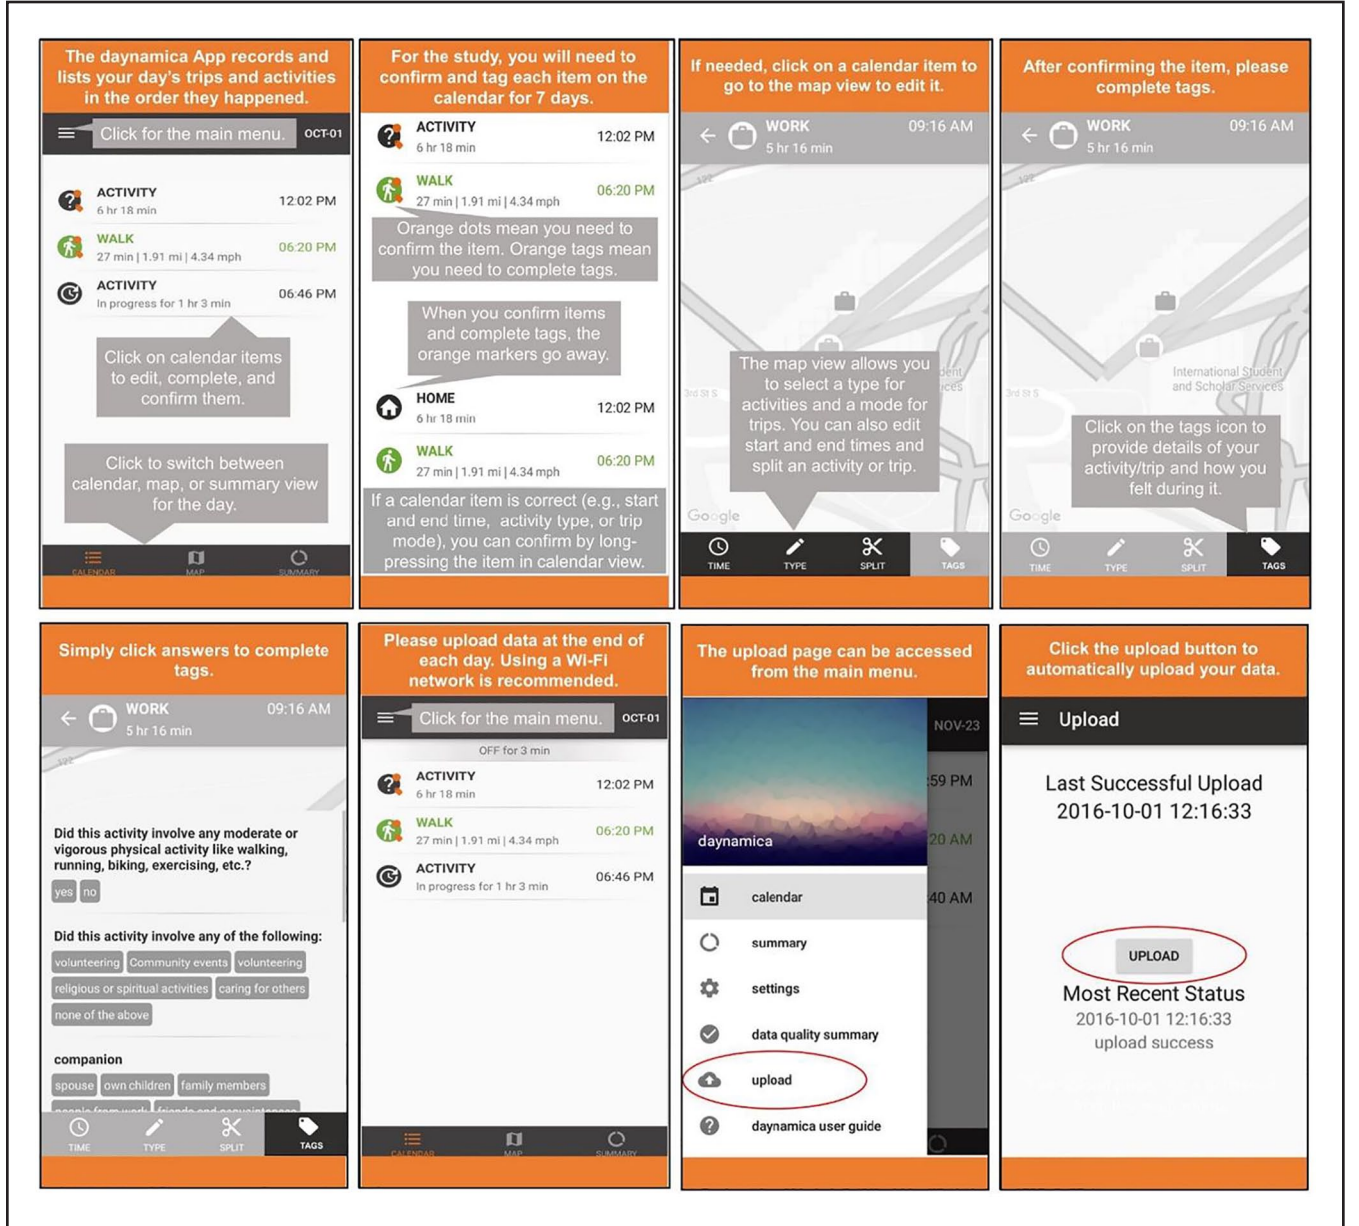 The daynamica App records and
lists your day's trips and activities
in the order they happened.
Click for the main menu. OCT-01
ACTIVITY
6 hr 18 min
12:02 PM
WALK
27 min | 1.91 mi | 4.34 mph
06:20 PM
ACTIVITY
In progress for 1 hr 3 min
06:46 PM
Click on calendar items
to edit, complete, and
confirm them.
Click to switch between
calendar, map, or summary view
for the day.
CALENDAR MAP SUMMARY
For the study, you will need to
confirm and tag each item on the
calendar for 7 days.
ACTIVITY
6 hr 18 min
12:02 PM
WALK
27 min | 1.91 mi | 4.34 mph
06:20 PM
Orange dots mean you need to
confirm the item. Orange tags mean
you need to complete tags.
When you confirm items
and complete tags, the
orange markers go away.
HOME
6 hr 18 min
12:02 PM
WALK
27 min | 1.91 mi | 4.34 mph
06:20 PM
If a calendar item is correct (e.g., start
and end time, activity type, or trip
mode), you can confirm by long-
pressing the item in calendar view.
If needed, click on a calendar item to
go to the map view to edit it.
WORK 09:16 AM
5 hr 16 min
122
The map view allows you
to select a type for
activities and a mode for
trips. You can also edit
start and end times and
split an activity or trip.
3rd St S
Google
TIME TYPE SPLIT TAGS
After confirming the item, please
complete tags.
WORK 09:16 AM
5 hr 16 min
122
International Student
and Scholar Services
3rd St S
Click on the tags icon to
provide details of your
activity/trip and how you
felt during it.
Google
TIME TYPE SPLIT TAGS
Simply click answers to complete
tags.
WORK 09:16 AM
5 hr 16 min
122
Did this activity involve any moderate or
vigorous physical activity like walking,
running, biking, exercising, etc.?
yes no
Did this activity involve any of the following:
volunteering Community events volunteering
religious or spiritual activities caring for others
none of the above
companion
spouse own children family members
people from work friends and acquaintances
TIME TYPE SPLIT TAGS
Please upload data at the end of
each day. Using a WI-FI
network is recommended.
Click for the main menu. OCT-01
OFF for 3 min
ACTIVITY
6 hr 18 min
12:02 PM
WALK
27 min | 1.91 mi | 4.34 mph
06:20 PM
ACTIVITY
In progress for 1 hr 3 min
06:46 PM
CALENDAR MAP SUMMARY
The upload page can be accessed
from the main menu.
NOV-23
:59 PM
daynamica
20 AM
calendar
:40 AM
summary
settings
data quality summary
upload
daynamica user guide
Click the upload button to
automatically upload your data.
Upload
Last Successful Upload
2016-10-01 12:16:33
UPLOAD
Most Recent Status
2016-10-01 12:16:33
upload success